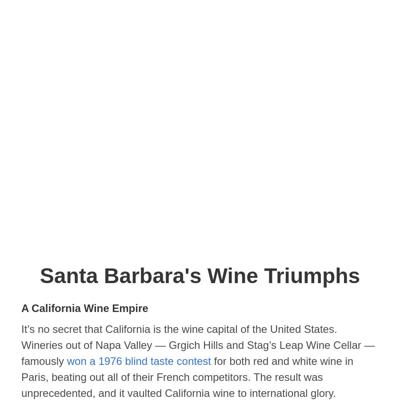 Santa Barbara's Wine Triumphs
A California Wine Empire
It's no secret that California is the wine capital of the United States.
Wineries out of Napa Valley — Grgich Hills and Stag’s Leap Wine Cellar —
famously won a 1976 blind taste contest for both red and white wine in
Paris, beating out all of their French competitors. The result was
unprecedented, and it vaulted California wine to international glory.